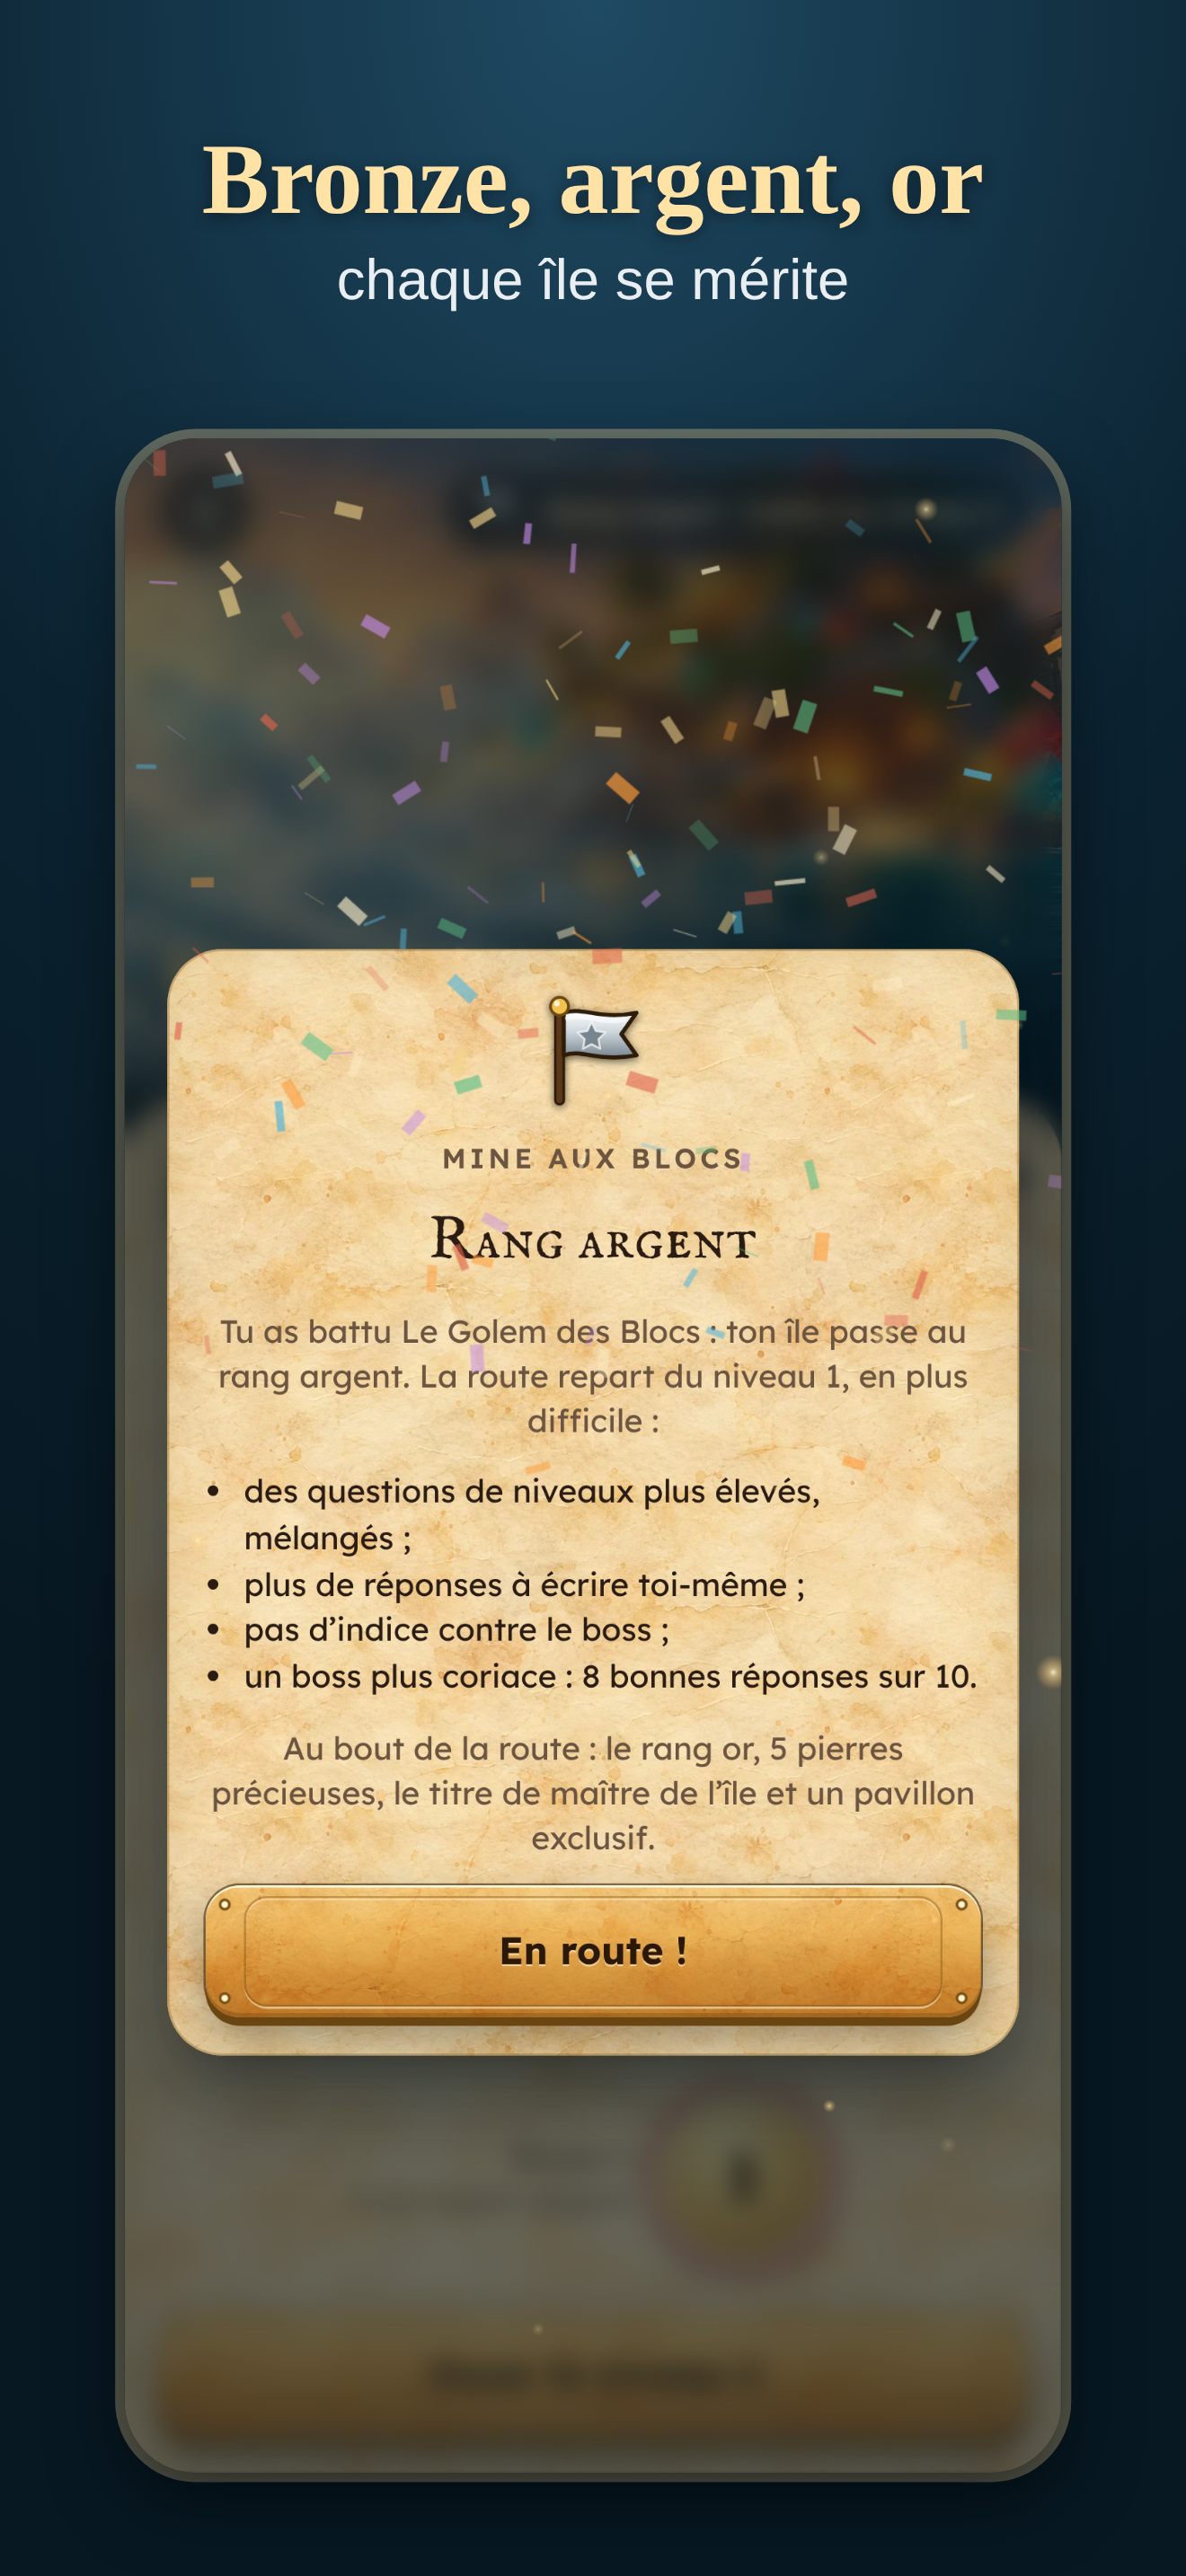 Bronze, argent, or
chaque île se mérite
MINE AUX BLOCS
Rang argent
Tu as battu Le Golem des Blocs : ton île passe au
rang argent. La route repart du niveau 1, en plus
difficile :
• des questions de niveaux plus élevés,
mélangés ;
• plus de réponses à écrire toi-même ;
• pas d’indice contre le boss ;
• un boss plus coriace : 8 bonnes réponses sur 10.
Au bout de la route : le rang or, 5 pierres
précieuses, le titre de maître de l’île et un pavillon
exclusif.
En route !